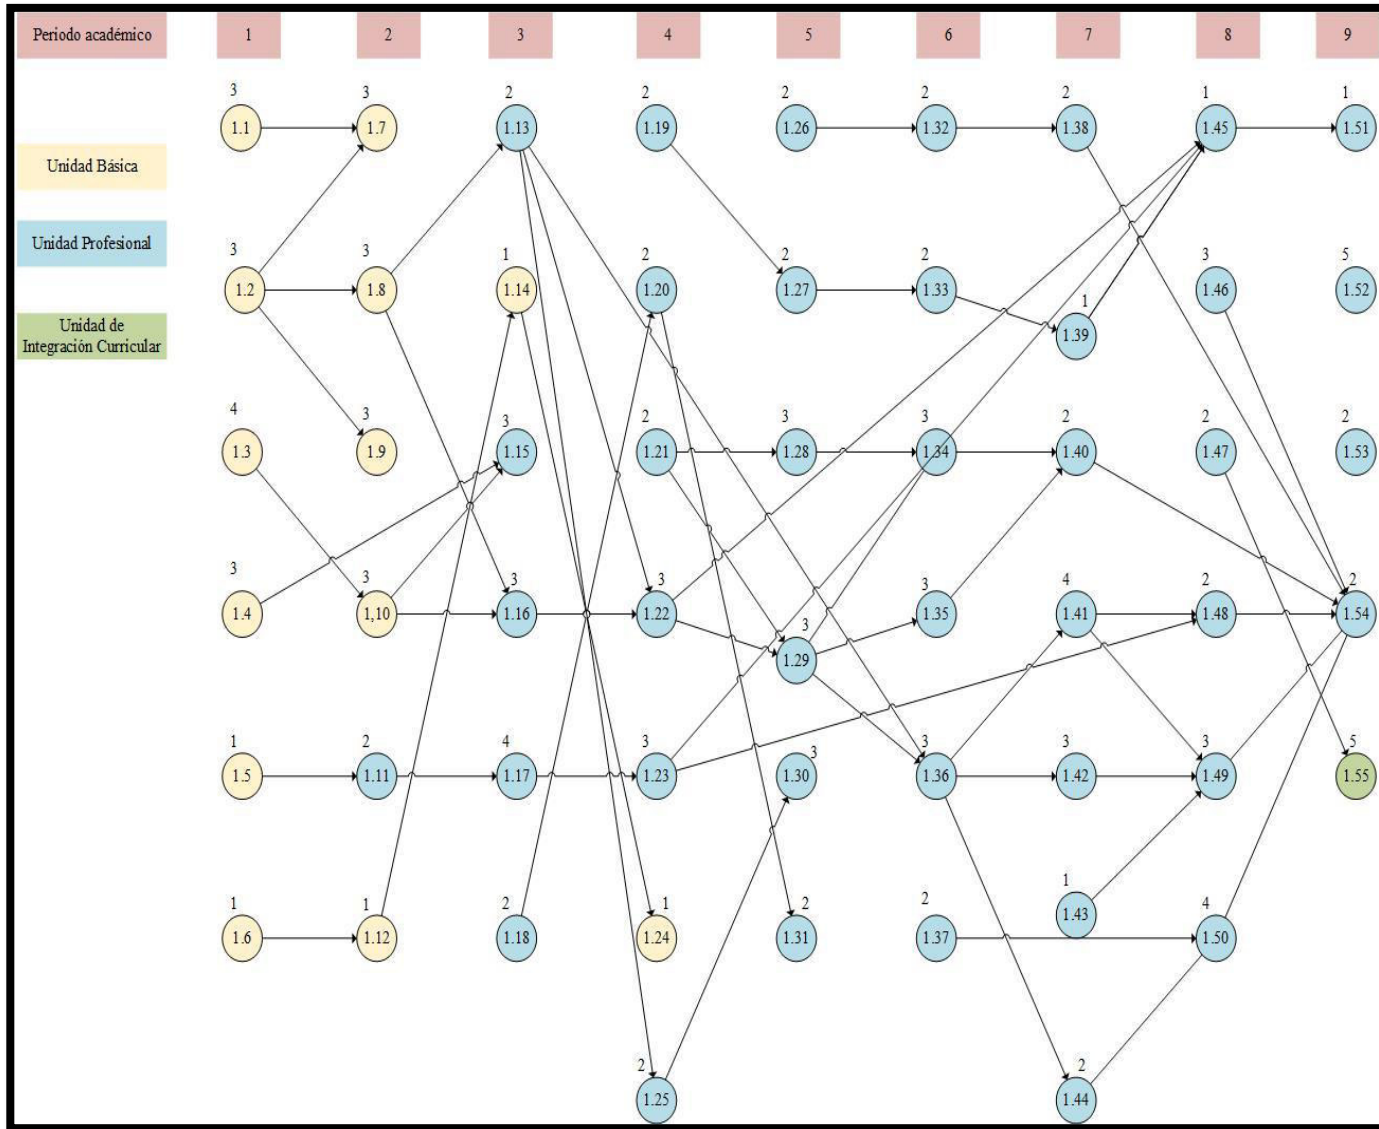 Periodo académico 1 2 3 4 5 6 7 8 9
3 3 2 2 2 2 2 1 1
1.1 1.7 1.13 1.19 1.26 1.32 1.38 1.45 1.51
Unidad Básica
Unidad Profesional
3 3 1 2 2 2 3 5
1.2 1.8 1.14 1.20 1.27 1.33 1.46 1.52
1
1.39
Unidad de
Integración Curricular
4 3 3 2 3 3 2 2 2
1.3 1.9 1.15 1.21 1.28 1.34 1.40 1.47 1.53
3 3 3 3 3 4 2 2
1.4 1,10 1.16 1.22 1.35 1.41 1.48 1.54
3
1.29
1 2 4 3 3 3 3 3 5
1.5 1.11 1.17 1.23 1.30 1.36 1.42 1.49 1.55
1
1.43
1 1 2 1 2 2 4
1.6 1.12 1.18 1.24 1.31 1.37 1.50
2 2
1.25 1.44